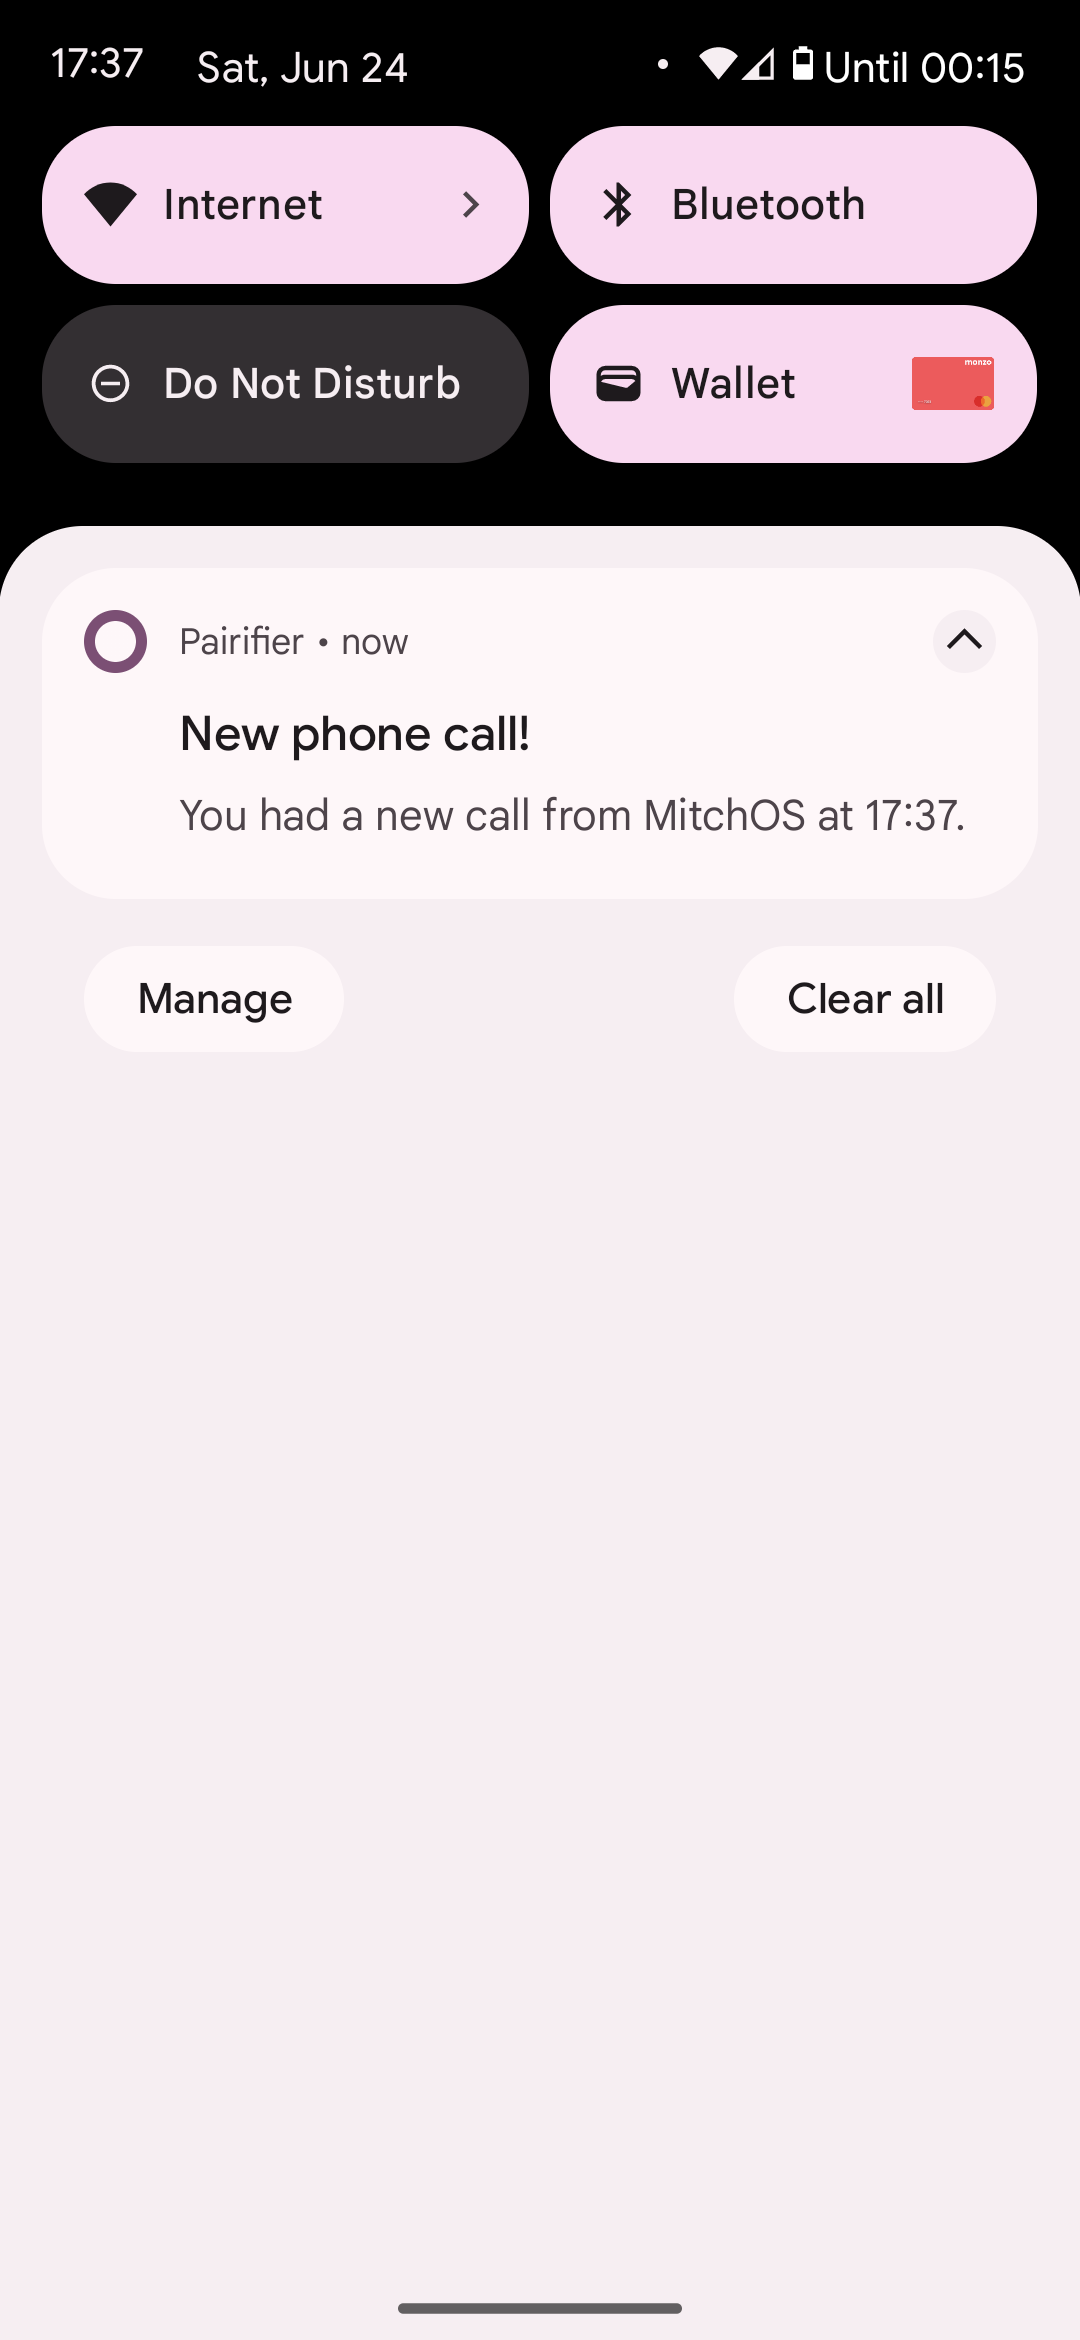 17:37 Sat, Jun 24 Until 00:15
Internet
Bluetooth
Do Not Disturb
Wallet
monzo
Pairifier • now
New phone call!
You had a new call from MitchOS at 17:37.
Manage
Clear all